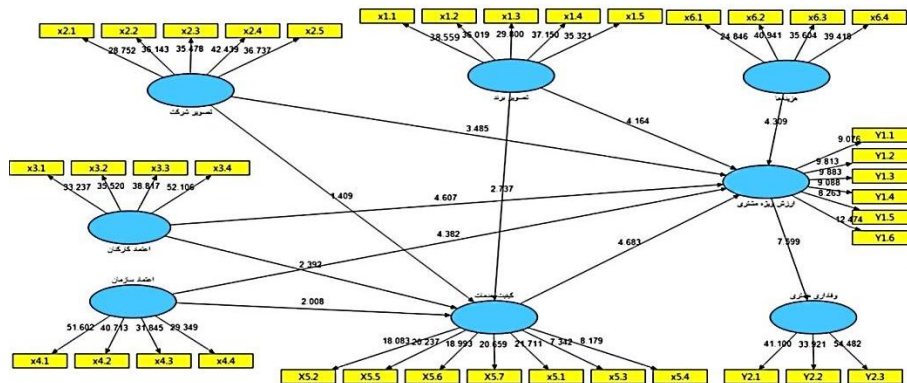 x2.1 x2.2 x2.3 x2.4 x2.5
x1.1 x1.2 x1.3 x1.4 x1.5
x6.1 x6.2 x6.3 x6.4
28.752 36.143 35.478 42.439 36.737
38.559 36.019 29.800 37.150 35.321
24.846 40.941 35.604 39.418
تصویر شرکت
تصویر برند
هزینه‌ها
3.485
4.164
4.309
x3.1 x3.2 x3.3 x3.4
33.237 35.520 38.817 52.106
1.409
4.607
2.737
اعتماد کارکنان
9.076 Y1.1
9.813 Y1.2
9.883 Y1.3
9.088 Y1.4
Y1.5
12.474 Y1.6
ارزش ویژه مشتری
4.382
2.392
4.683
7.599
اعتماد سازمان
2.008
کیفیت خدمات
وفاداری مشتری
51.602 40.713 31.845 29.349
x4.1 x4.2 x4.3 x4.4
18.083 20.237 18.993 20.659 21.711 7.342 8.179
X5.2 X5.5 X5.6 X5.7 x5.1 x5.3 x5.4
41.100 33.921 54.482
Y2.1 Y2.2 Y2.3